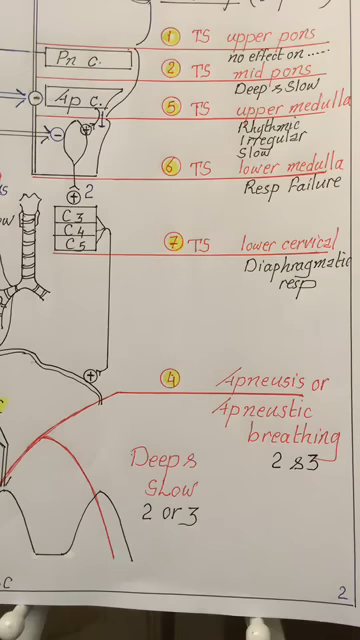 1 TS upper pons
no effect on .....
Pn C.
2 TS mid pons
Deep & Slow
Ap C.
5 TS upper medulla
Rhythmic
Irregular
Slow
6 TS lower medulla
Resp Failure
2
C3
C4
C5
7 TS lower cervical
Diaphragmatic
resp
4 Apneusis or
Apneustic
breathing
2 & 3
Deep &
Slow
2 or 3
2